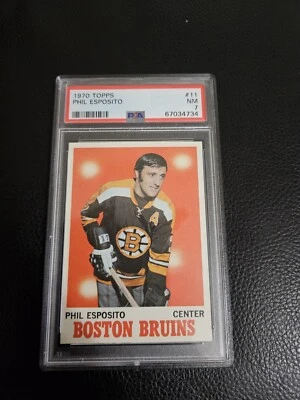 1970 TOPPS #11
PHIL ESPOSITO NM
PSA 7
67034734
B
A
PHIL ESPOSITO CENTER
BOSTON BRUINS